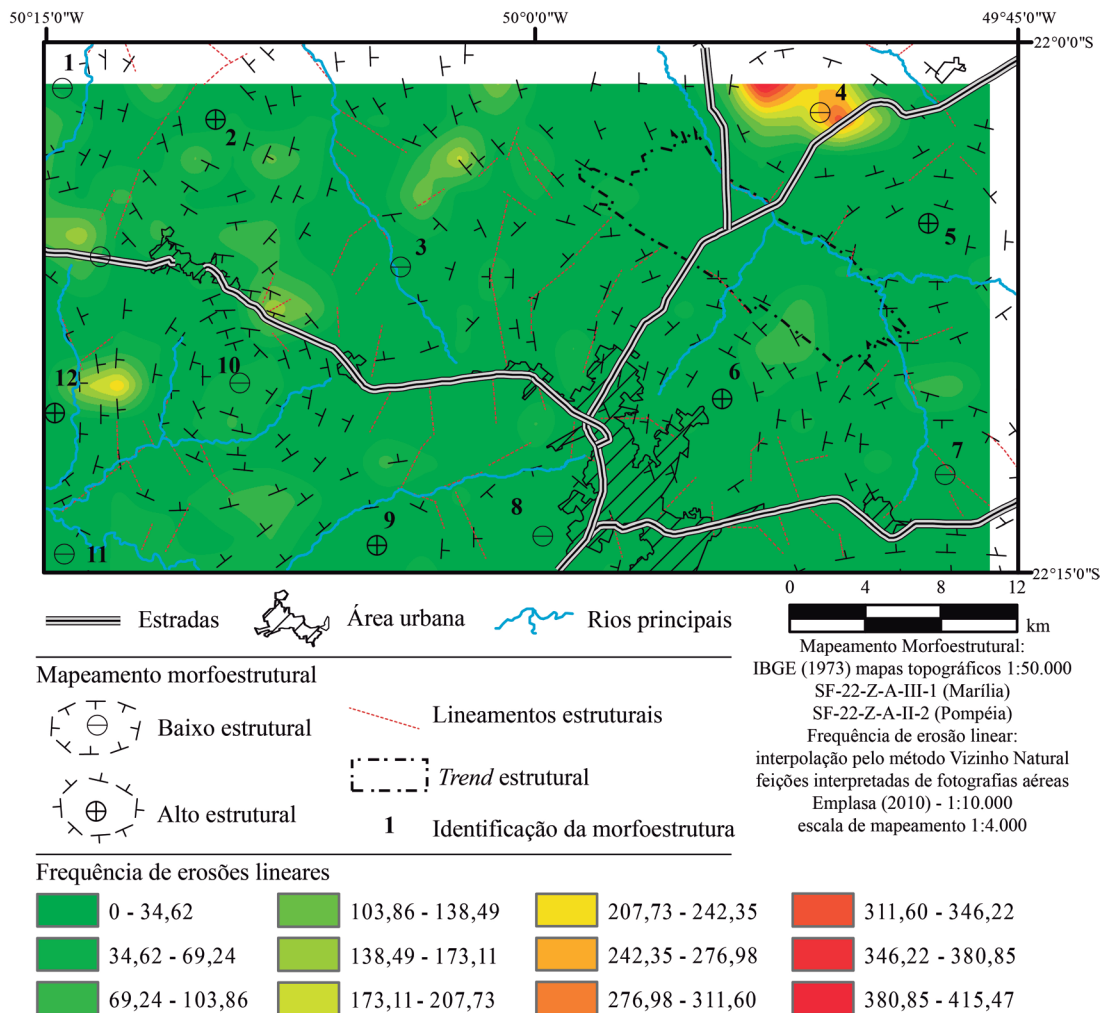 50°15'0"W
50°0'0"W
49°45'0"W
22°0'0"S
1
2
3
4
5
6
7
8
9
10
11
12
22°15'0"S
0 4 8 12
km
Estradas
Área urbana
Rios principais
Mapeamento morfoestrutural
Baixo estrutural
Alto estrutural
Lineamentos estruturais
Trend estrutural
1 Identificação da morfoestrutura
Mapeamento Morfoestrutural:
IBGE (1973) mapas topográficos 1:50.000
SF-22-Z-A-III-1 (Marília)
SF-22-Z-A-II-2 (Pompéia)
Frequência de erosão linear:
interpolação pelo método Vizinho Natural
feições interpretadas de fotografias aéreas
Emplasa (2010) - 1:10.000
escala de mapeamento 1:4.000
Frequência de erosões lineares
0 - 34,62
34,62 - 69,24
69,24 - 103,86
103,86 - 138,49
138,49 - 173,11
173,11 - 207,73
207,73 - 242,35
242,35 - 276,98
276,98 - 311,60
311,60 - 346,22
346,22 - 380,85
380,85 - 415,47